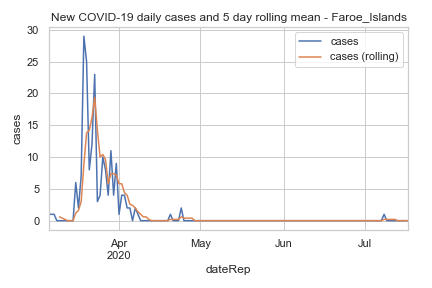 New COVID-19 daily cases and 5 day rolling mean - Faroe_Islands
cases
cases (rolling)
30
25
20
15
10
5
0
cases
Apr
2020
May
Jun
Jul
dateRep